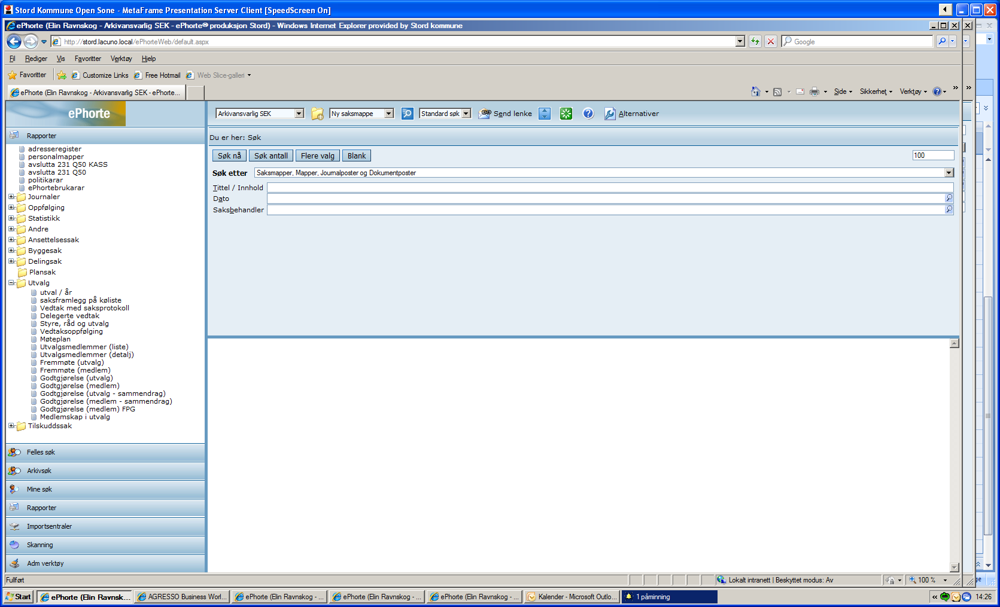 Stord Kommune Open Sone - MetaFrame Presentation Server Client [SpeedScreen On]
ePhorte (Elin Ravnskog - Arkivansvarlig SEK - ePhorte® produksjon Stord) - Windows Internet Explorer provided by Stord kommune
http://stord.lacuno.local/ePhorteWeb/default.aspx
Google
Fil Rediger Vis Favoritter Verktøy Hjelp
Favoritter Customize Links Free Hotmail Web Slice-galleri
ePhorte (Elin Ravnskog - Arkivansvarlig SEK - ePhorte...
Side Sikkerhet Verktøy
ePhorte
Arkivansvarlig SEK Ny saksmappe Standard søk Send lenke Alternativer
Rapporter
Du er her: Søk
adresseregister
personalmapper
avslutta 231 Q50 KASS
avslutta 231 Q50
politikarar
ePhortebrukarar
Journaler
Oppfølging
Statistikk
Andre
Ansettelsessak
Byggesak
Delingsak
Plansak
Utvalg
utval / år
saksframlegg på køliste
Vedtak med saksprotokoll
Delegerte vedtak
Styre, råd og utvalg
Vedtaksoppfølging
Møteplan
Utvalgsmedlemmer (liste)
Utvalgsmedlemmer (detalj)
Fremmøte (utvalg)
Fremmøte (medlem)
Godtgjørelse (utvalg)
Godtgjørelse (medlem)
Godtgjørelse (utvalg - sammendrag)
Godtgjørelse (medlem - sammendrag)
Godtgjørelse (medlem) FPG
Medlemskap i utvalg
Tilskuddssak
Søk nå Søk antall Flere valg Blank 100
Søk etter Saksmapper, Mapper, Journalposter og Dokumentposter
Tittel / Innhold
Dato
Saksbehandler
Felles søk
Arkivsøk
Mine søk
Rapporter
Importsentraler
Skanning
Adm verktøy
Fullført
Lokalt intranett | Beskyttet modus: Av
100 %
Start ePhorte (Elin Ravnsk... AGRESSO Business Worl... ePhorte (Elin Ravnskog - ... ePhorte (Elin Ravnskog - ... ePhorte (Elin Ravnskog - ... Kalender - Microsoft Outlo... 1 påminning
14:26